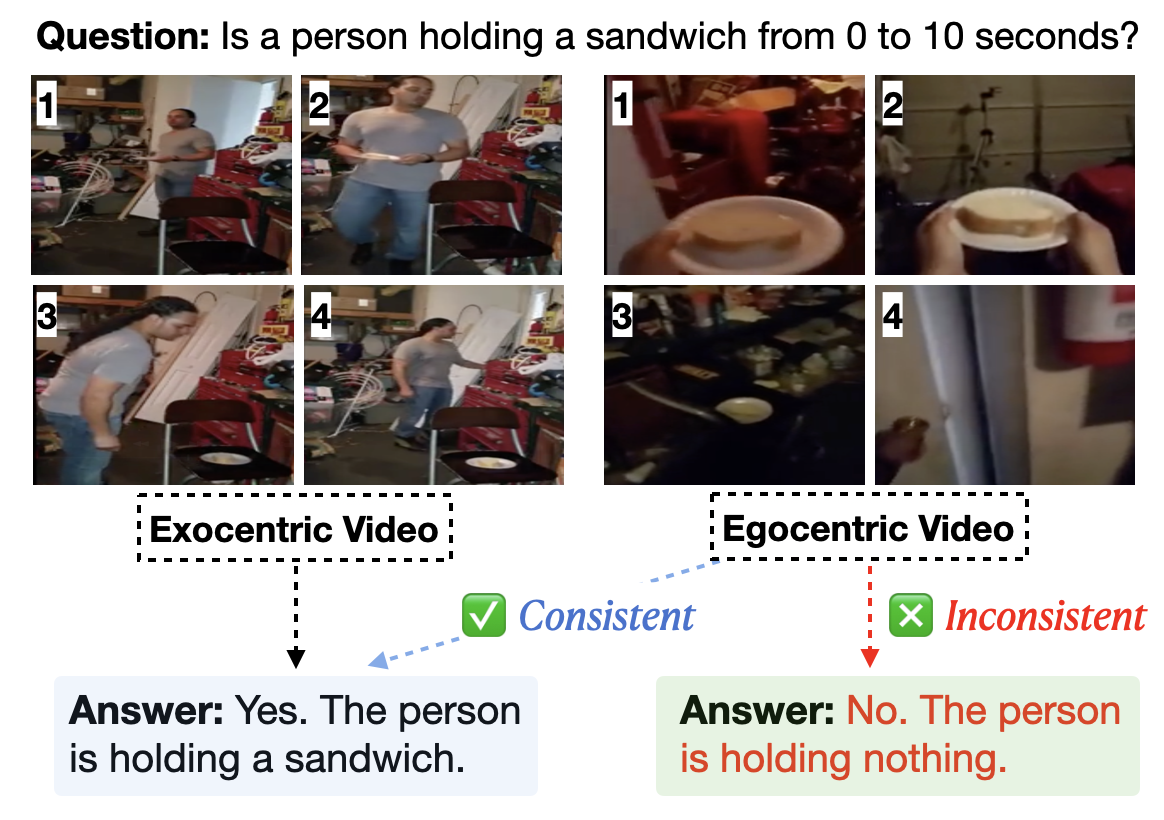 Question: Is a person holding a sandwich from 0 to 10 seconds?
1
2
1
2
3
4
3
4
Exocentric Video
Egocentric Video
Consistent
Inconsistent
Answer: Yes. The person
is holding a sandwich.
Answer: No. The person
is holding nothing.